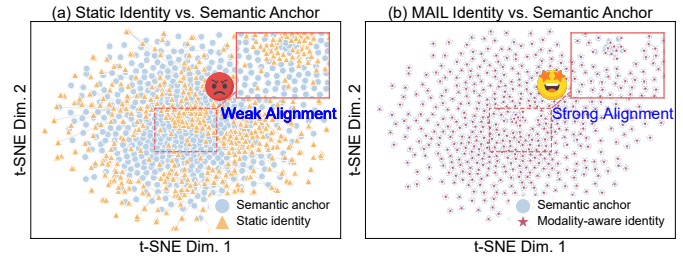 (a) Static Identity vs. Semantic Anchor
t-SNE Dim. 2
Weak Alignment
Semantic anchor
Static identity
t-SNE Dim. 1
(b) MAIL Identity vs. Semantic Anchor
t-SNE Dim. 2
Strong Alignment
Semantic anchor
Modality-aware identity
t-SNE Dim. 1